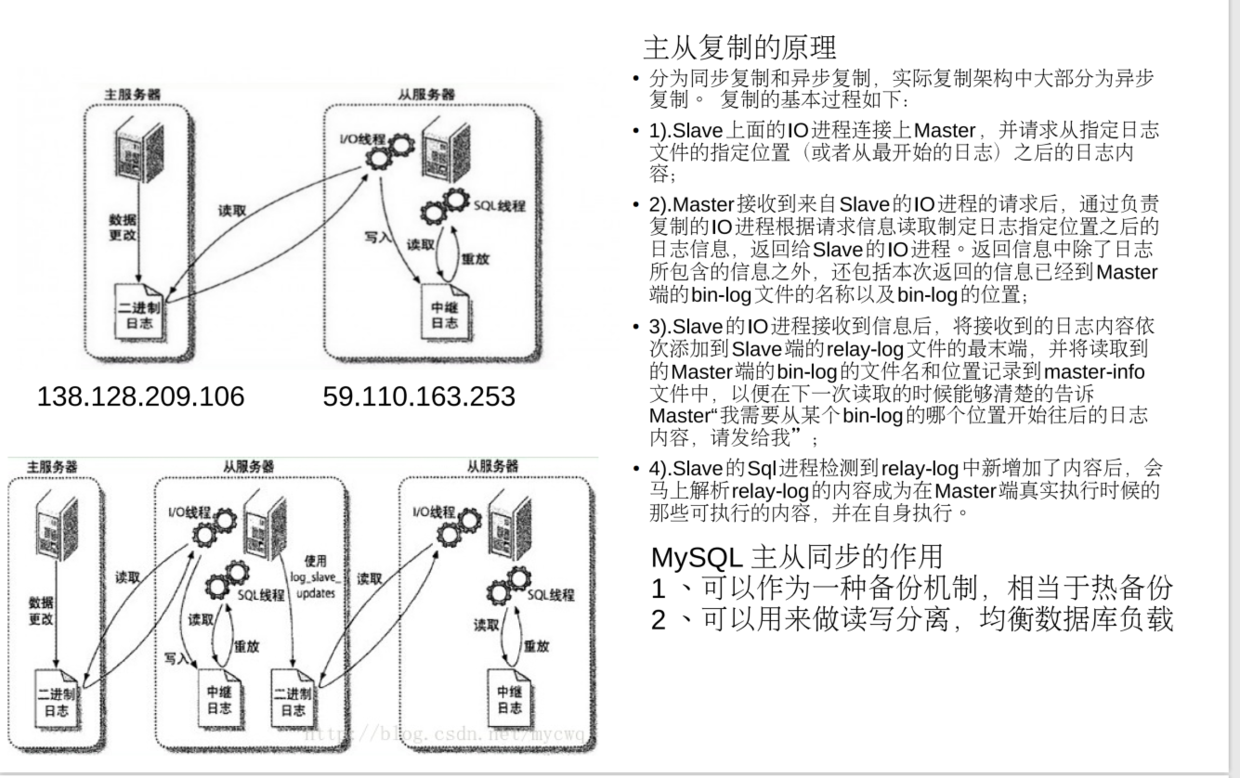 主服务器
从服务器
I/O线程
SQL线程
数据
更改
读取
写入
读取
重放
二进制
日志
中继
日志
138.128.209.106
59.110.163.253
主服务器
从服务器
从服务器
I/O线程
I/O线程
使用
log_slave_
updates
读取
读取
SQL线程
SQL线程
数据
更改
读取
读取
重放
重放
写入
二进制
日志
中继
日志
二进制
日志
中继
日志
http://blog.csdn.net/mycwq
主从复制的原理
• 分为同步复制和异步复制，实际复制架构中大部分为异步
复制。 复制的基本过程如下：
• 1).Slave上面的IO进程连接上Master，并请求从指定日志
文件的指定位置（或者从最开始的日志）之后的日志内
容；
• 2).Master接收到来自Slave的IO进程的请求后，通过负责
复制的IO进程根据请求信息读取制定日志指定位置之后的
日志信息，返回给Slave的IO进程。返回信息中除了日志
所包含的信息之外，还包括本次返回的信息已经到Master
端的bin-log文件的名称以及bin-log的位置；
• 3).Slave的IO进程接收到信息后，将接收到的日志内容依
次添加到Slave端的relay-log文件的最末端，并将读取到
的Master端的bin-log的文件名和位置记录到master-info
文件中，以便在下一次读取的时候能够清楚的告诉
Master“我需要从某个bin-log的哪个位置开始往后的日志
内容，请发给我”；
• 4).Slave的Sql进程检测到relay-log中新增加了内容后，会
马上解析relay-log的内容成为在Master端真实执行时候的
那些可执行的内容，并在自身执行。
MySQL 主从同步的作用
1 、可以作为一种备份机制，相当于热备份
2 、可以用来做读写分离，均衡数据库负载